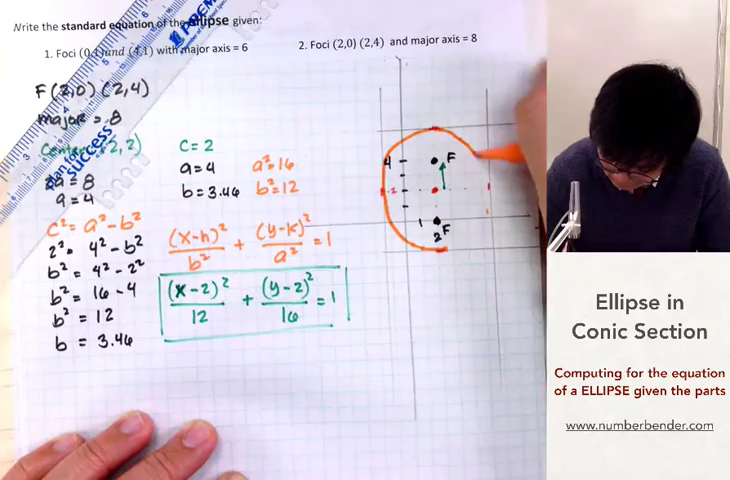 Write the standard equation of the ellipse given:
1. Foci (0,1) and (4,1) with major axis = 6
2. Foci (2,0) (2,4) and major axis = 8
PREM
success
F(2,0) (2,4)
major = 8
Center (2,2)
2a = 8
a = 4
c² = a² - b²
2² = 4² - b²
b² = 4² - 2²
b² = 16 - 4
b² = 12
b = 3.46
c = 2
a = 4
b = 3.46
a² = 16
b² = 12
(x-h)²/b² + (y-k)²/a² = 1
(x-2)²/12 + (y-2)²/16 = 1
4
F
-2
1
F
2
Ellipse in
Conic Section
Computing for the equation
of a ELLIPSE given the parts
www.numberbender.com